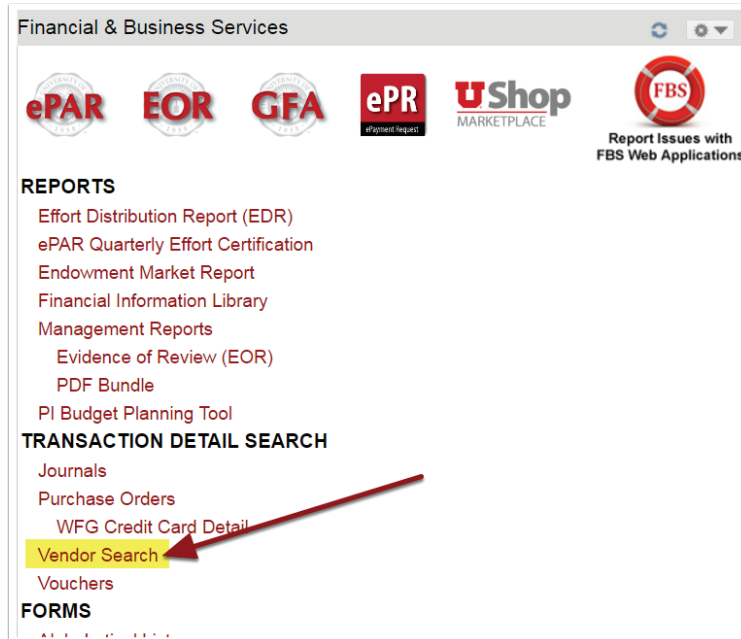 Financial & Business Services
ePAR
EOR
GFA
ePR
ePayment Request
UShop
MARKETPLACE
FBS
Report Issues with
FBS Web Applications
REPORTS
Effort Distribution Report (EDR)
ePAR Quarterly Effort Certification
Endowment Market Report
Financial Information Library
Management Reports
Evidence of Review (EOR)
PDF Bundle
PI Budget Planning Tool
TRANSACTION DETAIL SEARCH
Journals
Purchase Orders
WFG Credit Card Detail
Vendor Search
Vouchers
FORMS